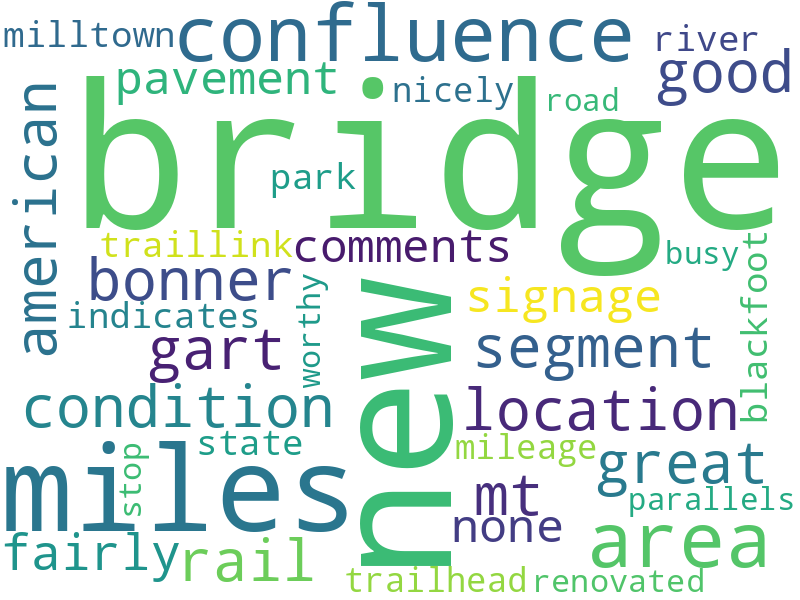 milltown
confluence
river
pavement
nicely
road
good
american
bridge
park
traillink
comments
busy
bonner
indicates
worthy
new
signage
blackfoot
gart
segment
condition
location
miles
stop
state
mileage
great
mt
parallels
none
area
fairly
rail
trailhead
renovated